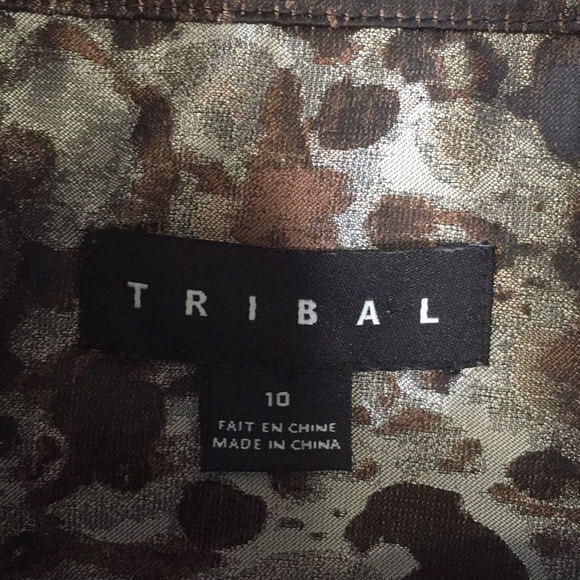 TRIBAL
10
FAIT EN CHINE
MADE IN CHINA